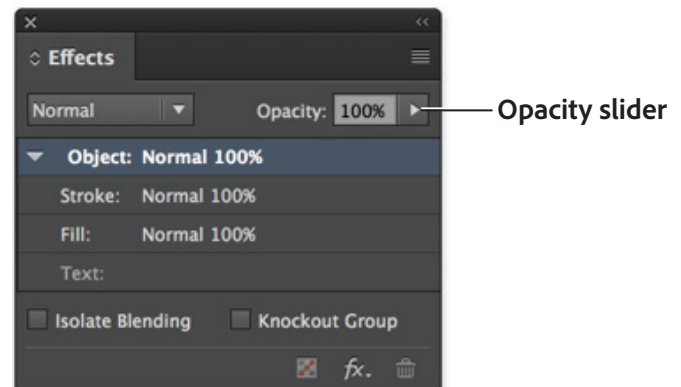 Effects
Normal Opacity: 100% Opacity slider
Object: Normal 100%
Stroke: Normal 100%
Fill: Normal 100%
Text:
Isolate Blending Knockout Group
fx.